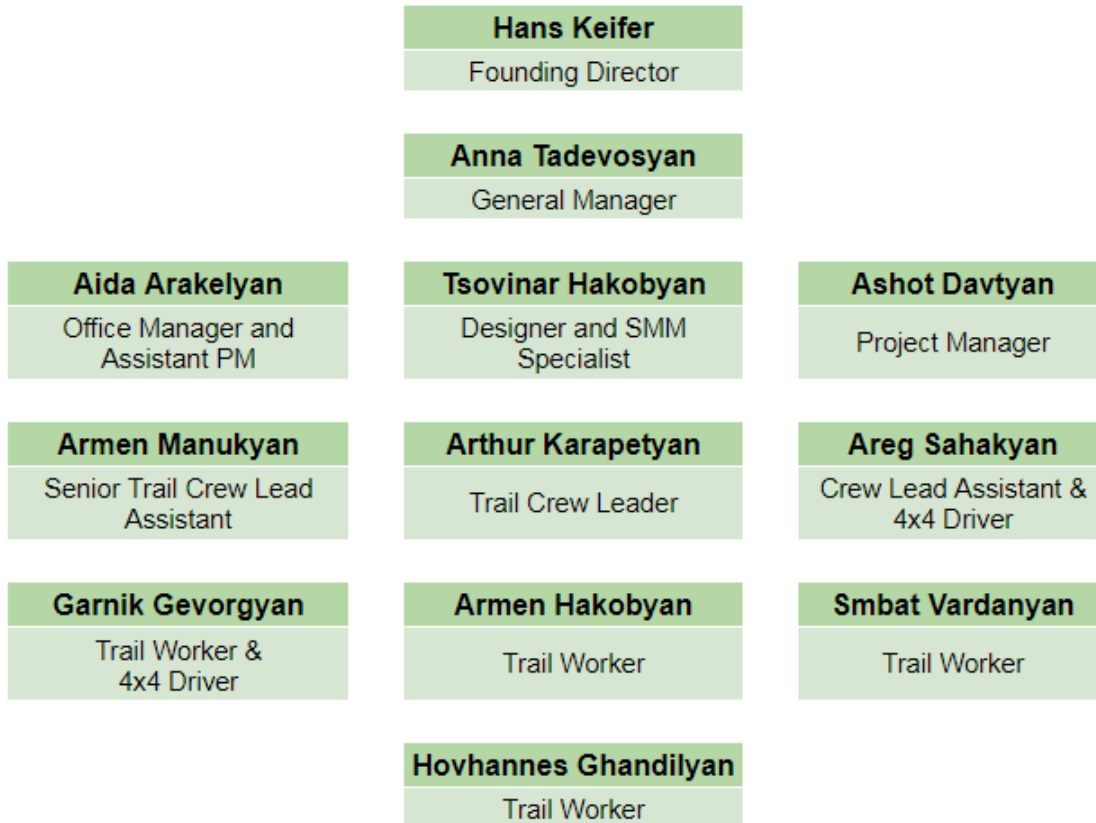 Hans Keifer
Founding Director
Anna Tadevosyan
General Manager
Aida Arakelyan
Office Manager and
Assistant PM
Tsovinar Hakobyan
Designer and SMM
Specialist
Ashot Davtyan
Project Manager
Armen Manukyan
Senior Trail Crew Lead
Assistant
Arthur Karapetyan
Trail Crew Leader
Areg Sahakyan
Crew Lead Assistant &
4x4 Driver
Garnik Gevorgyan
Trail Worker &
4x4 Driver
Armen Hakobyan
Trail Worker
Smbat Vardanyan
Trail Worker
Hovhannes Ghandilyan
Trail Worker